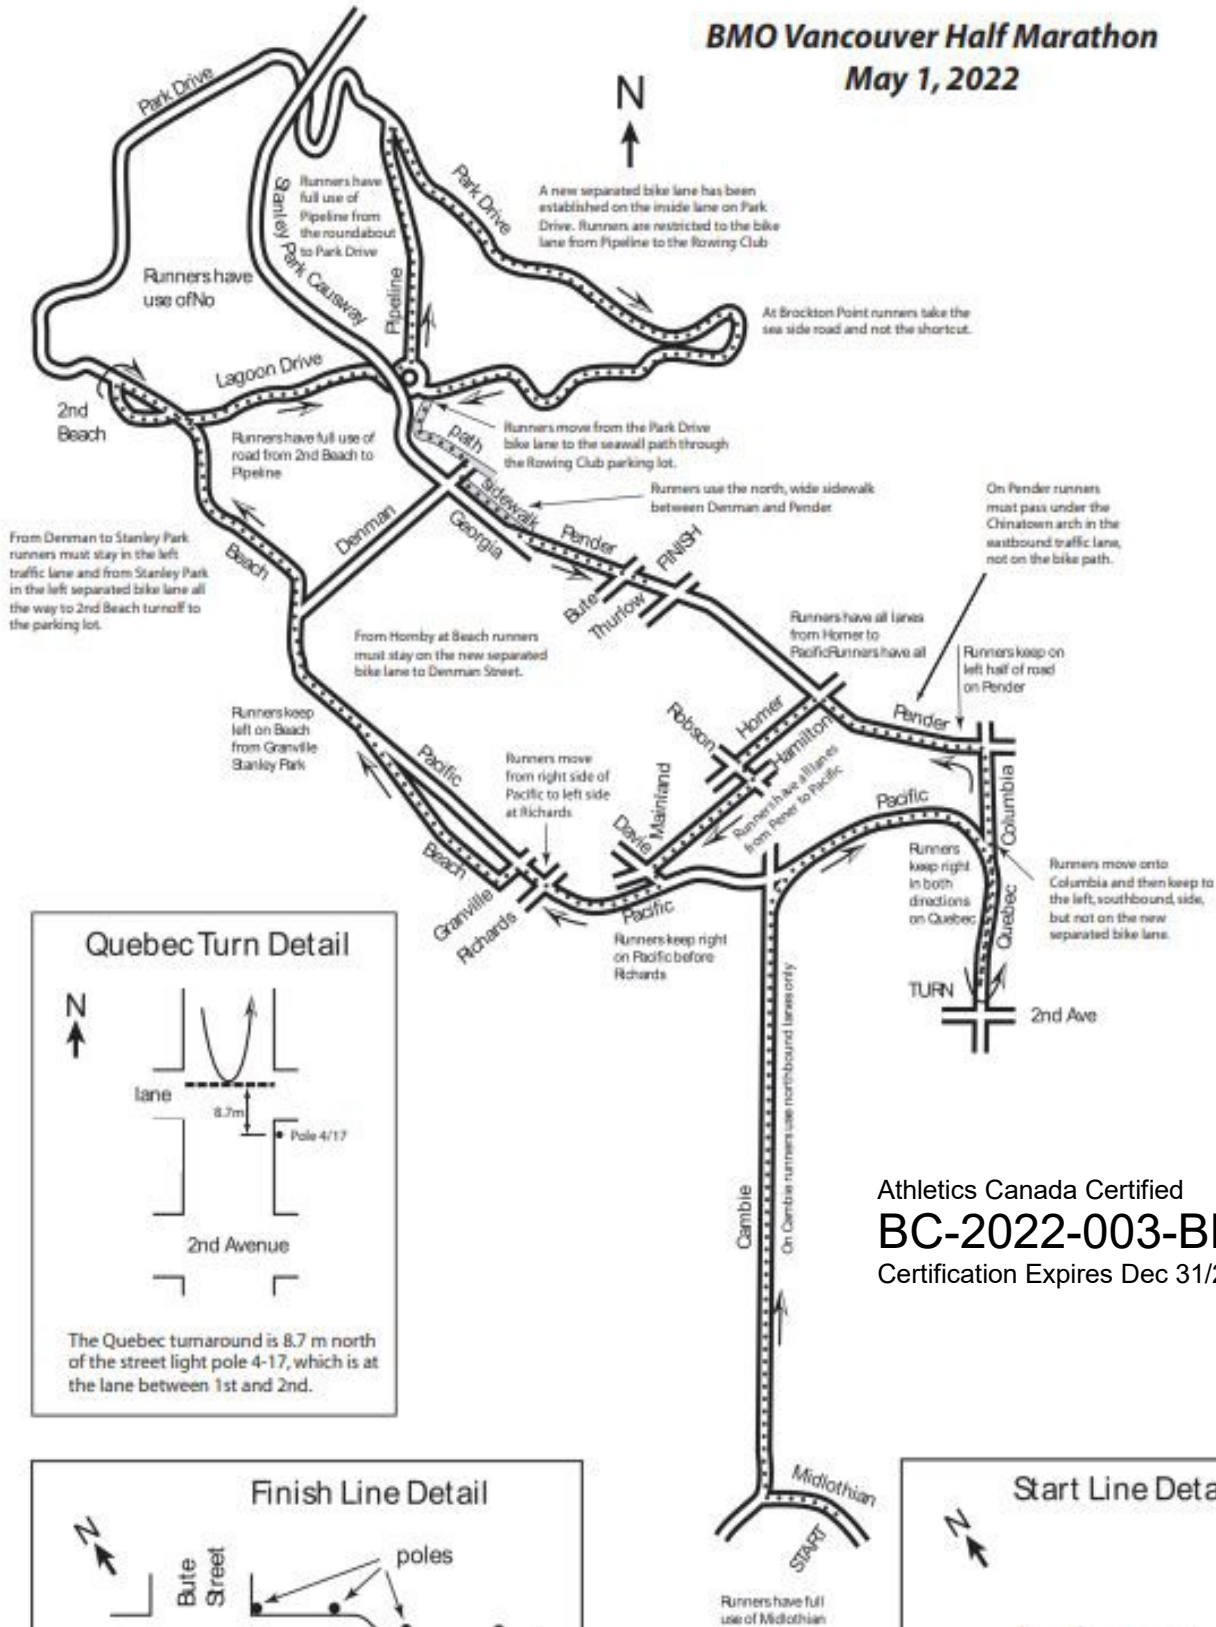 BMO Vancouver Half Marathon
May 1, 2022
N
Park Drive
Stanley Park Causway
Runners have
full use of
Pipeline from
the roundabout
to Park Drive
Park Drive
A new separated bike lane has been
established on the inside lane on Park
Drive. Runners are restricted to the bike
lane from Pipeline to the Rowing Club
Runners have
use ofNo
Pipeline
At Brockton Point runners take the
sea side road and not the shortcut.
Lagoon Drive
2nd
Beach
Runners have full use of
road from 2nd Beach to
Pipeline
path
Runners move from the Park Drive
bike lane to the seawall path through
the Rowing Club parking lot.
Sidewalk
Runners use the north, wide sidewalk
between Denman and Pender
On Pender runners
must pass under the
Chinatown arch in the
eastbound traffic lane,
not on the bike path.
Denman
Georgia
Pender
FINISH
Bute
Thurlow
From Denman to Stanley Park
runners must stay in the left
traffic lane and from Stanley Park
in the left separated bike lane all
the way to 2nd Beach turnoff to
the parking lot.
Beach
From Hornby at Beach runners
must stay on the new separated
bike lane to Denman Street.
Runners have all lanes
from Homer to
PacificRunners have all
Runners keep on
left half of road
on Pender
Pender
Robson
Homer
Hamilton
Runners keep
left on Beach
from Granville
Stanley Park
Pacific
Runners move
from right side of
Pacific to left side
at Richards
Mainland
Davie
Runners have all lanes
from Pener to Pacific
Pacific
Columbia
Beach
Granville
Richards
Pacific
Runners keep right
on Pacific before
Richards
Runners
keep right
in both
directions
on Quebec
Quebec
Runners move onto
Columbia and then keep to
the left, southbound, side,
but not on the new
separated bike lane.
TURN
2nd Ave
Quebec Turn Detail
N
lane
8.7m
Pole 4/17
2nd Avenue
The Quebec turnaround is 8.7 m north
of the street light pole 4-17, which is at
the lane between 1st and 2nd.
Cambie
On Cambie runners use northbound lanes only
Athletics Canada Certified
BC-2022-003-B
Certification Expires Dec 31/2
Midlothian
START
Runners have full
use of Midlothian
Finish Line Detail
N
Bute
Street
poles
Start Line Deta
N